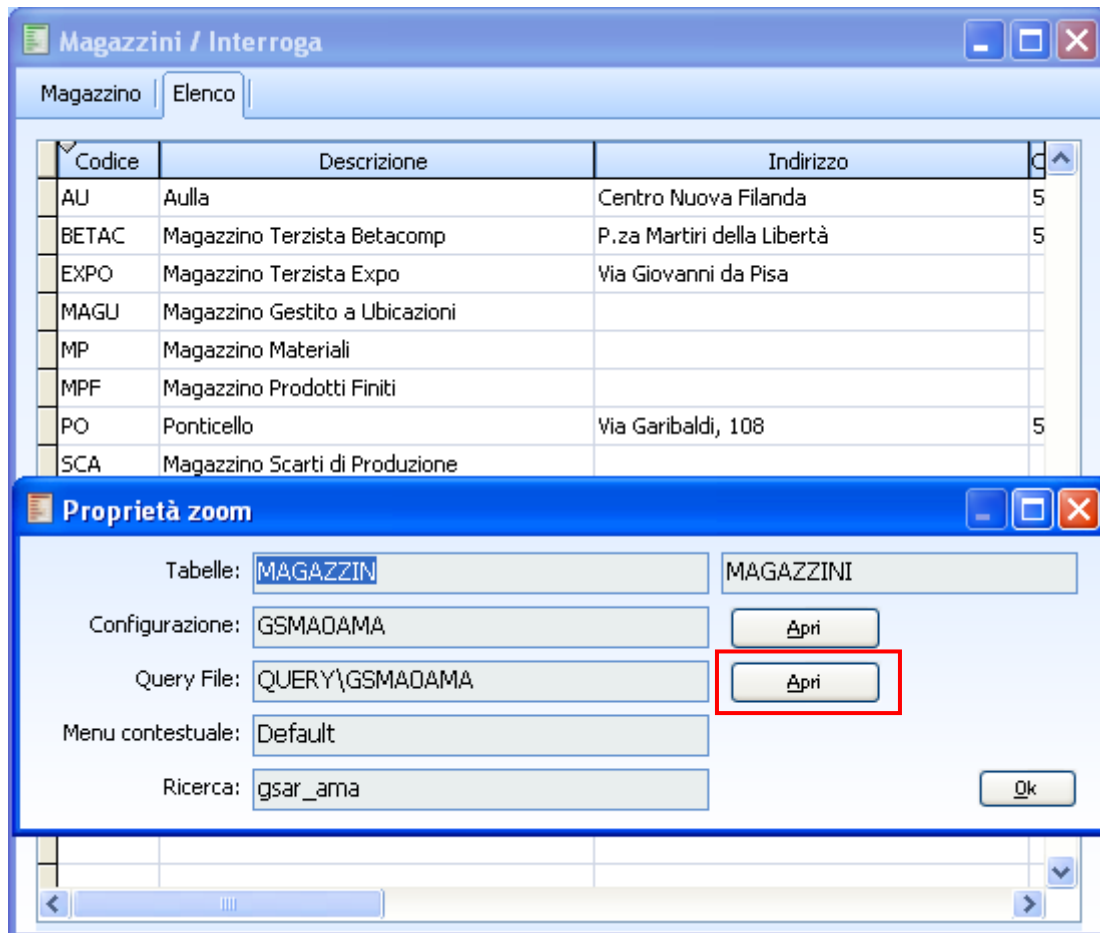 Magazzini / Interroga
Magazzino Elenco
Codice Descrizione Indirizzo C
AU Aulla Centro Nuova Filanda 5
BETAC Magazzino Terzista Betacomp P.za Martiri della Libertà 5
EXPO Magazzino Terzista Expo Via Giovanni da Pisa
MAGU Magazzino Gestito a Ubicazioni
MP Magazzino Materiali
MPF Magazzino Prodotti Finiti
PO Ponticello Via Garibaldi, 108 5
SCA Magazzino Scarti di Produzione
Proprietà zoom
Tabelle: MAGAZZIN MAGAZZINI
Configurazione: GSMA0AMA Apri
Query File: QUERY\GSMA0AMA Apri
Menu contestuale: Default
Ricerca: gsar_ama Ok